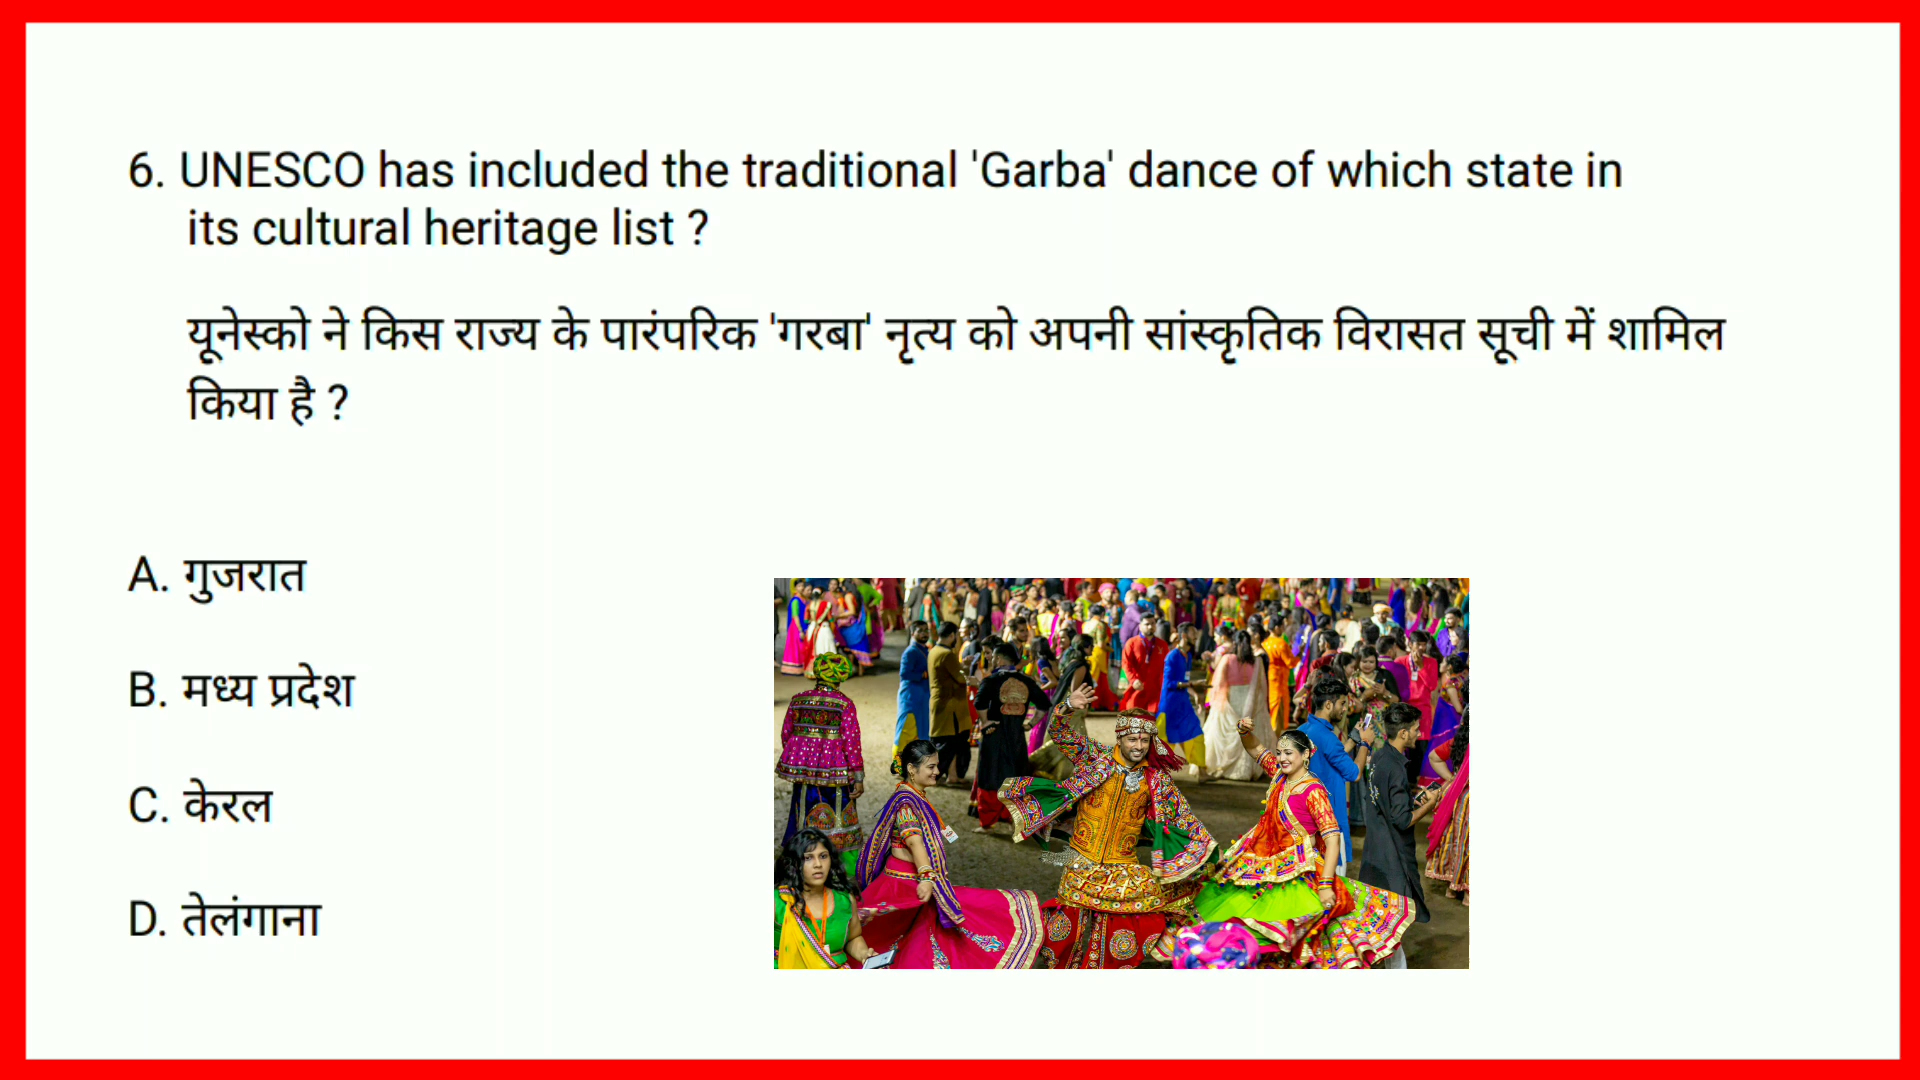 6. UNESCO has included the traditional 'Garba' dance of which state in
its cultural heritage list ?
यूनेस्को ने किस राज्य के पारंपरिक 'गरबा' नृत्य को अपनी सांस्कृतिक विरासत सूची में शामिल
किया है ?
A. गुजरात
B. मध्य प्रदेश
C. केरल
D. तेलंगाना